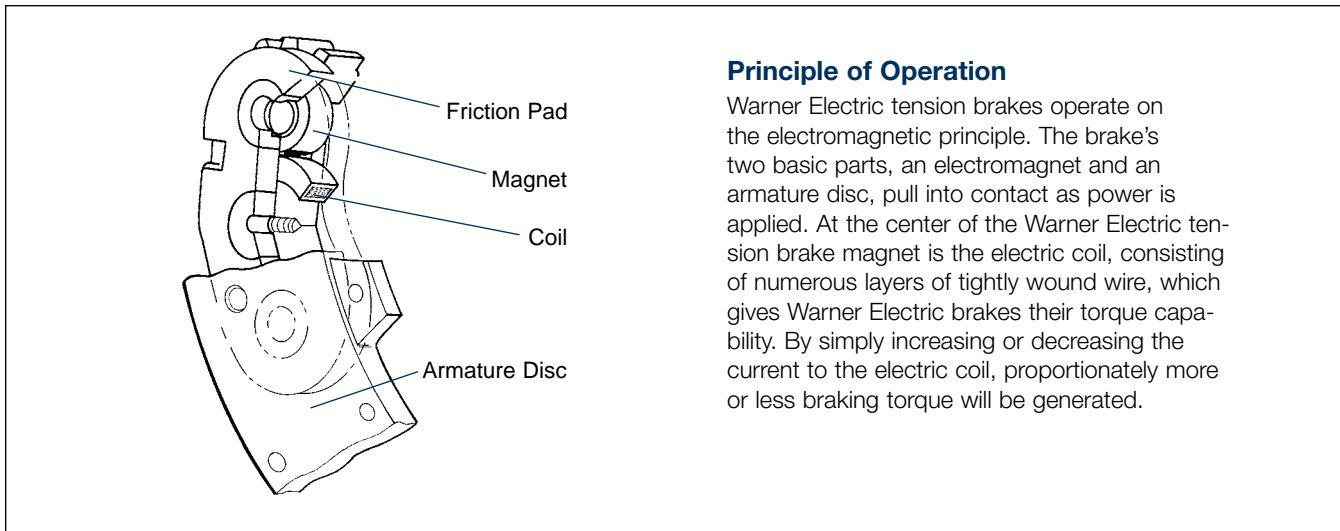 Friction Pad
Magnet
Coil
Armature Disc
Principle of Operation
Warner Electric tension brakes operate on
the electromagnetic principle. The brake’s
two basic parts, an electromagnet and an
armature disc, pull into contact as power is
applied. At the center of the Warner Electric ten-
sion brake magnet is the electric coil, consisting
of numerous layers of tightly wound wire, which
gives Warner Electric brakes their torque capa-
bility. By simply increasing or decreasing the
current to the electric coil, proportionately more
or less braking torque will be generated.